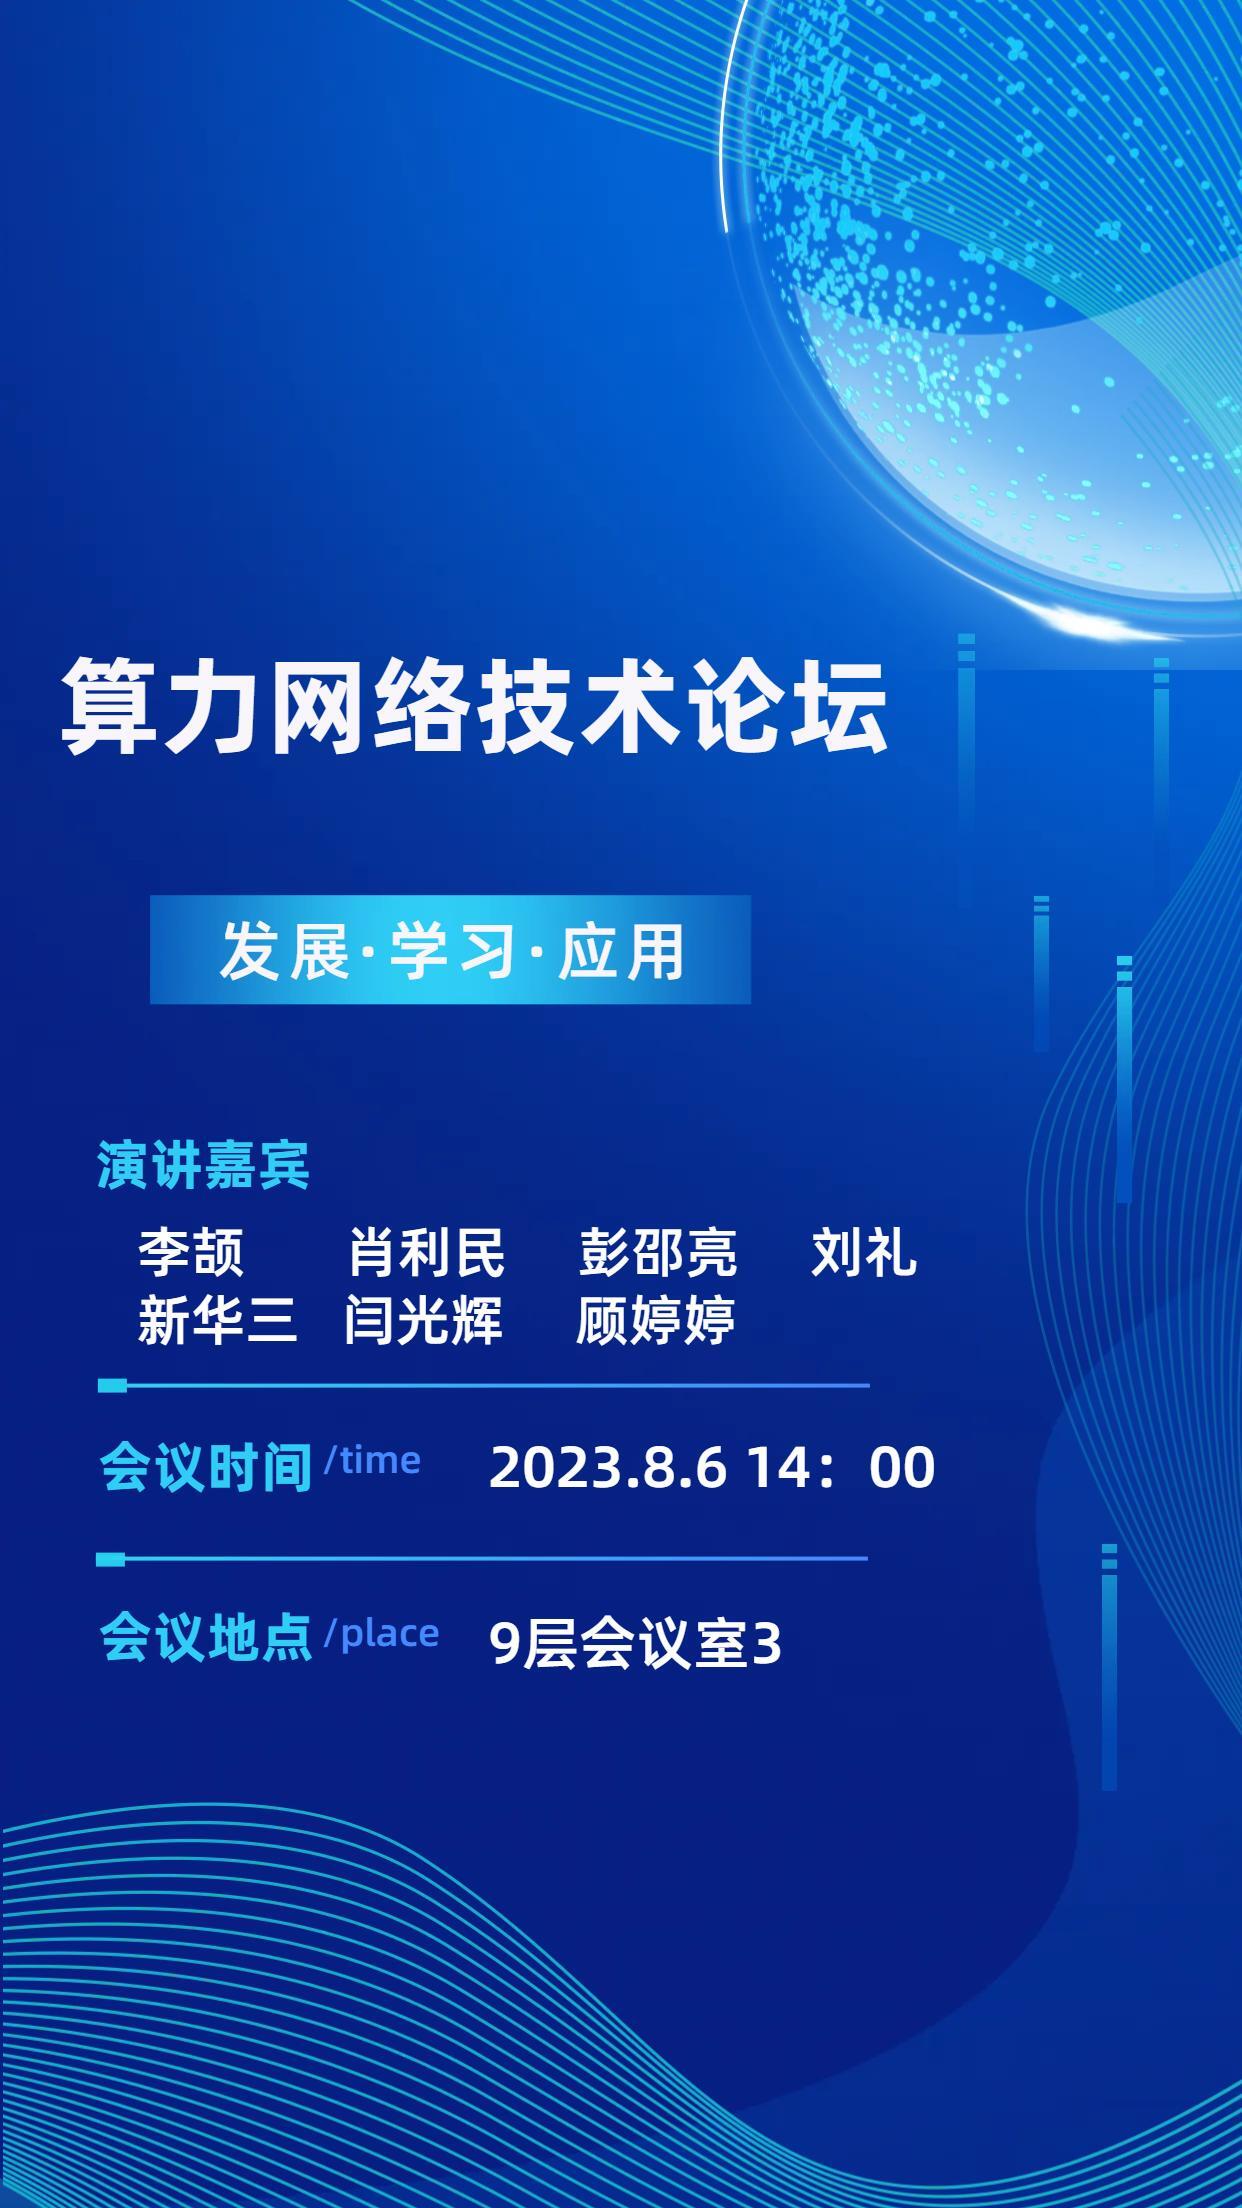 算力网络技术论坛
发展·学习·应用
演讲嘉宾
李颉 肖利民 彭邵亮 刘礼
新华三 闫光辉 顾婷婷
会议时间 /time 2023.8.6 14：00
会议地点 /place 9层会议室3